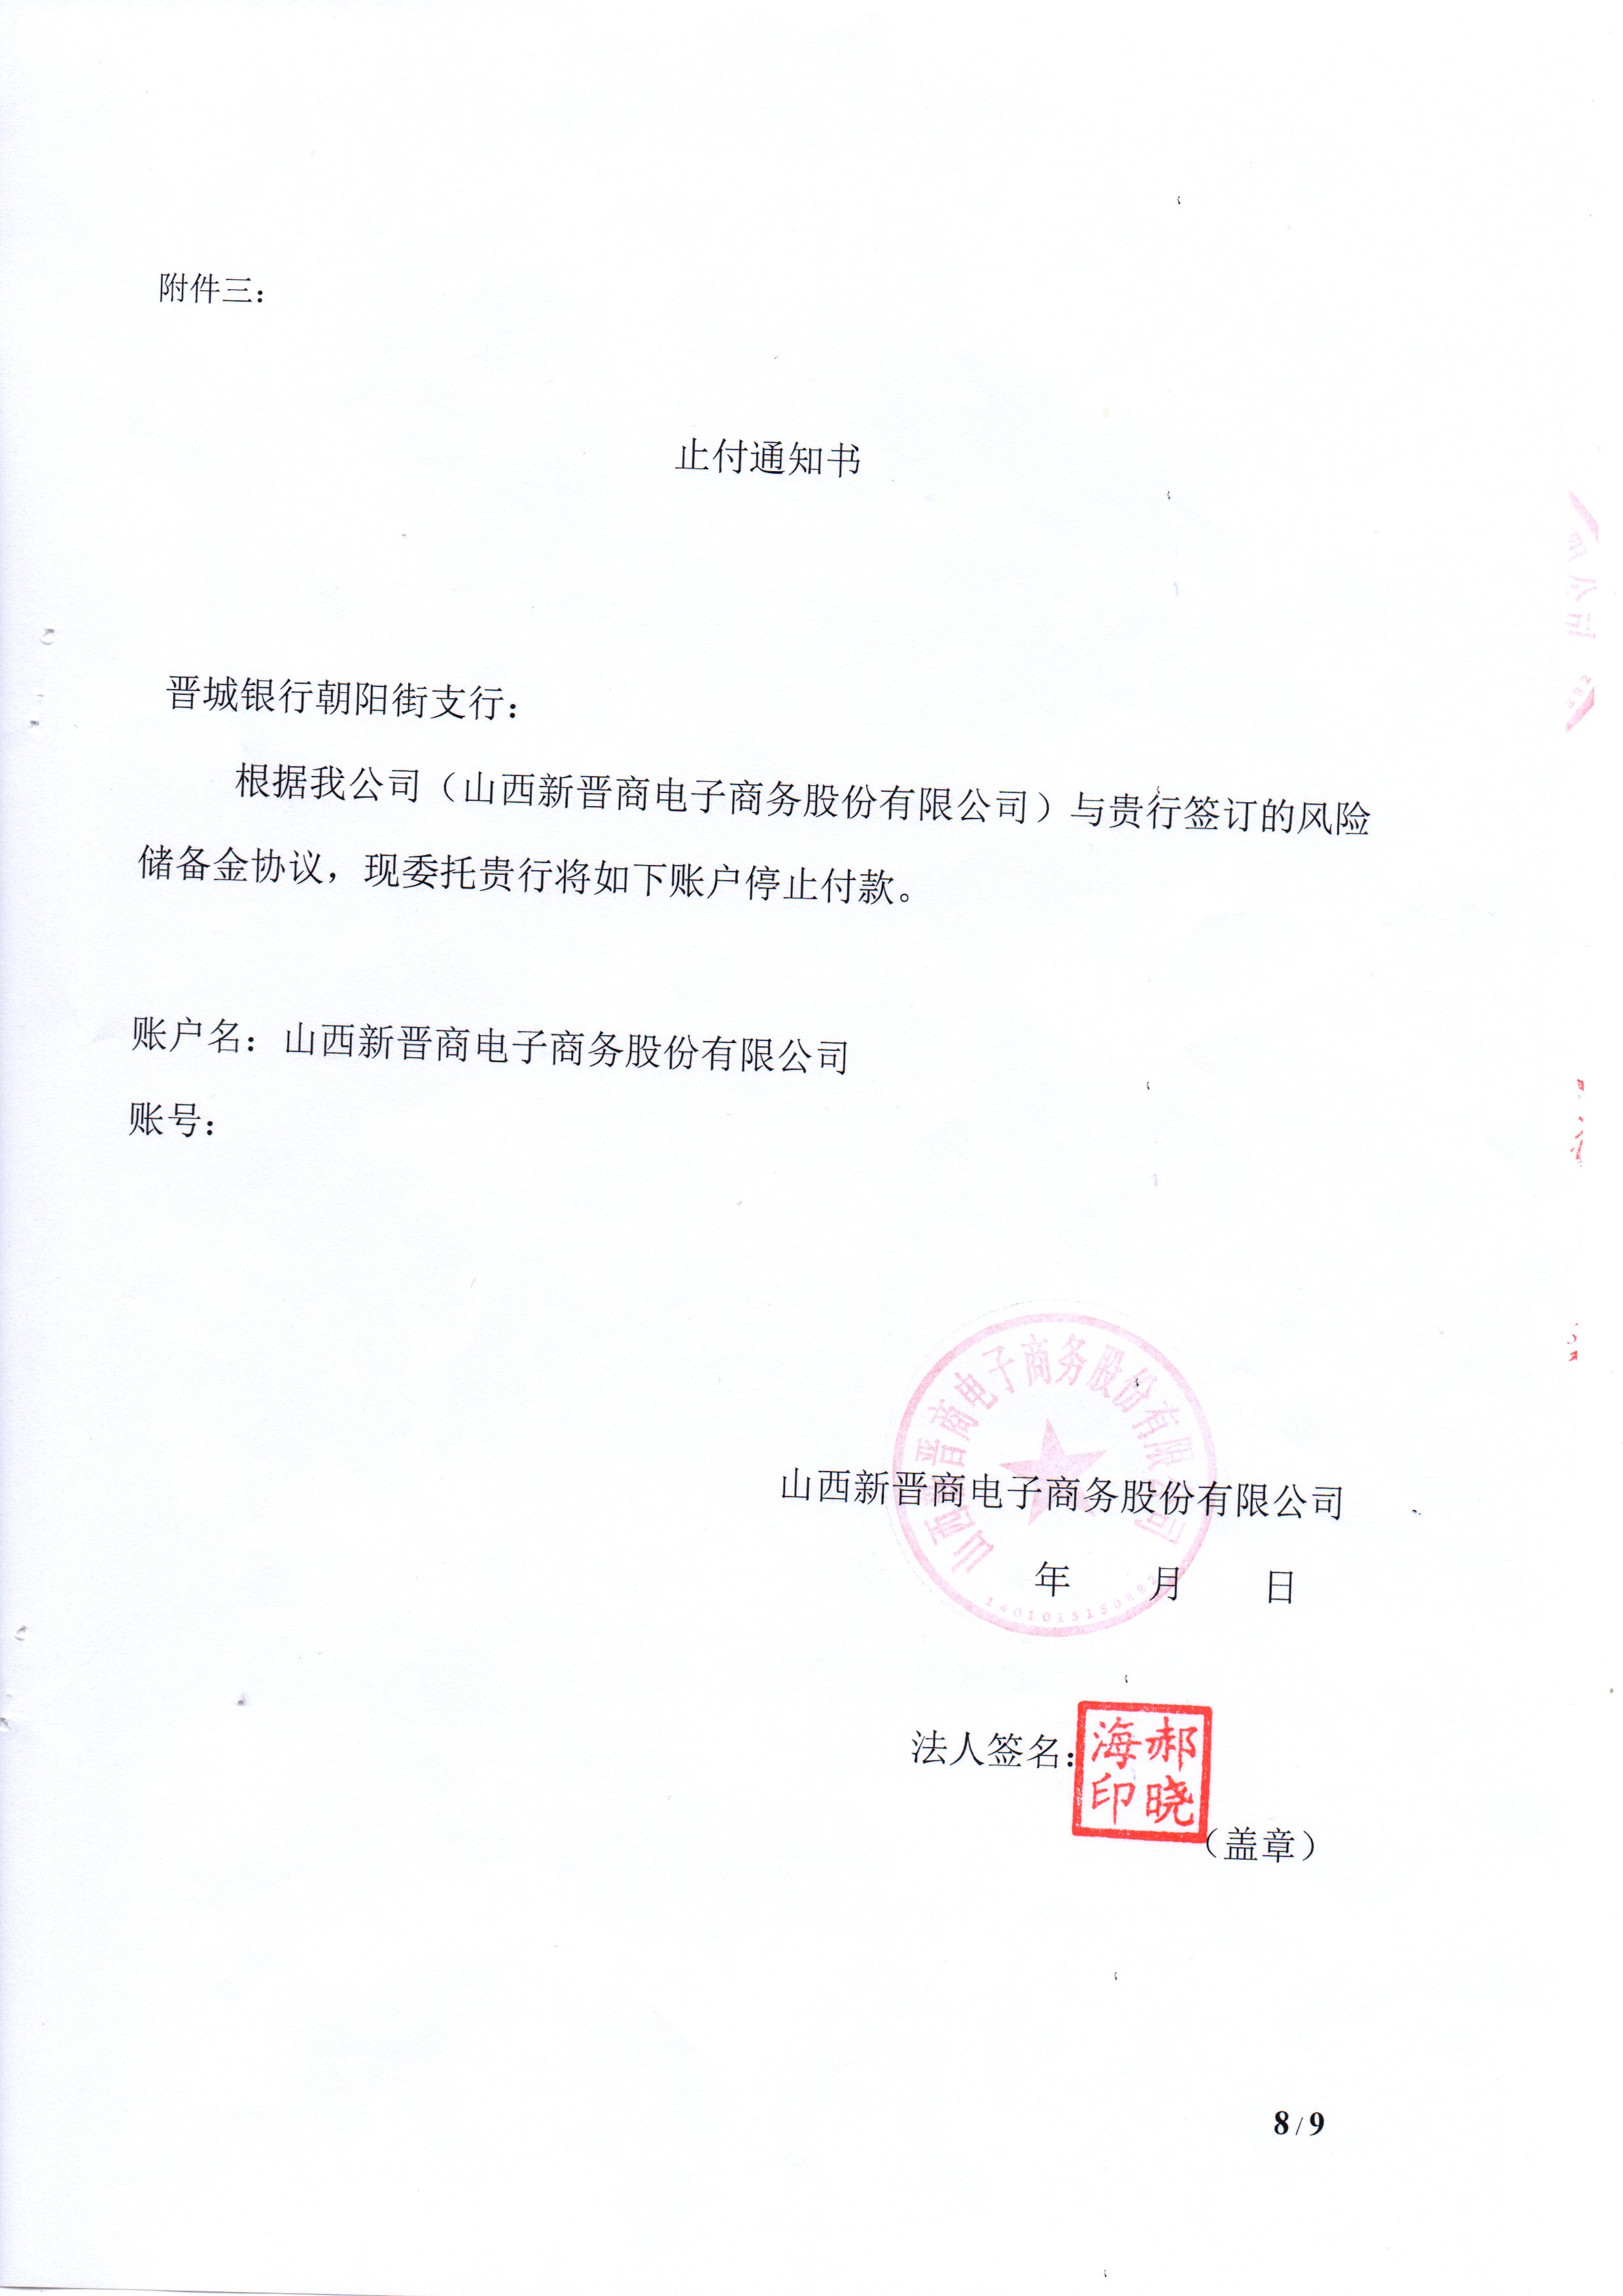 附件三：
止付通知书
晋城银行朝阳街支行：
根据我公司（山西新晋商电子商务股份有限公司）与贵行签订的风险
储备金协议，现委托贵行将如下账户停止付款。
账户名：山西新晋商电子商务股份有限公司
账号：
山西新晋商电子商务股份有限公司
山西新晋商电子商务股份有限公司
年 月 日
1401015150882
法人签名：
郝晓海印
（盖章）
8/9